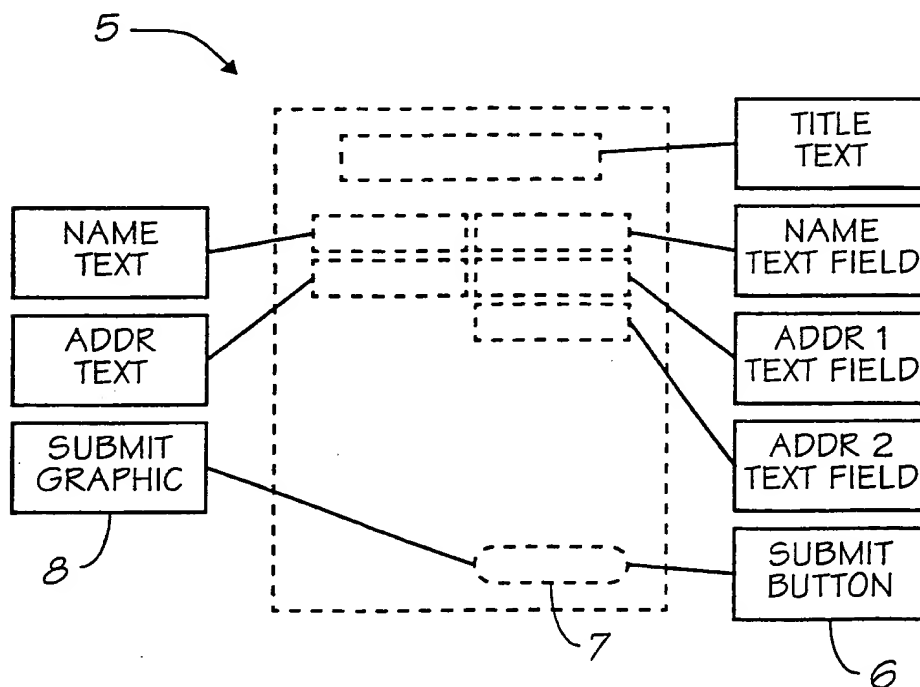 5
TITLE
TEXT
NAME
TEXT
NAME
TEXT FIELD
ADDR
TEXT
ADDR 1
TEXT FIELD
SUBMIT
GRAPHIC
ADDR 2
TEXT FIELD
8
SUBMIT
BUTTON
7
6